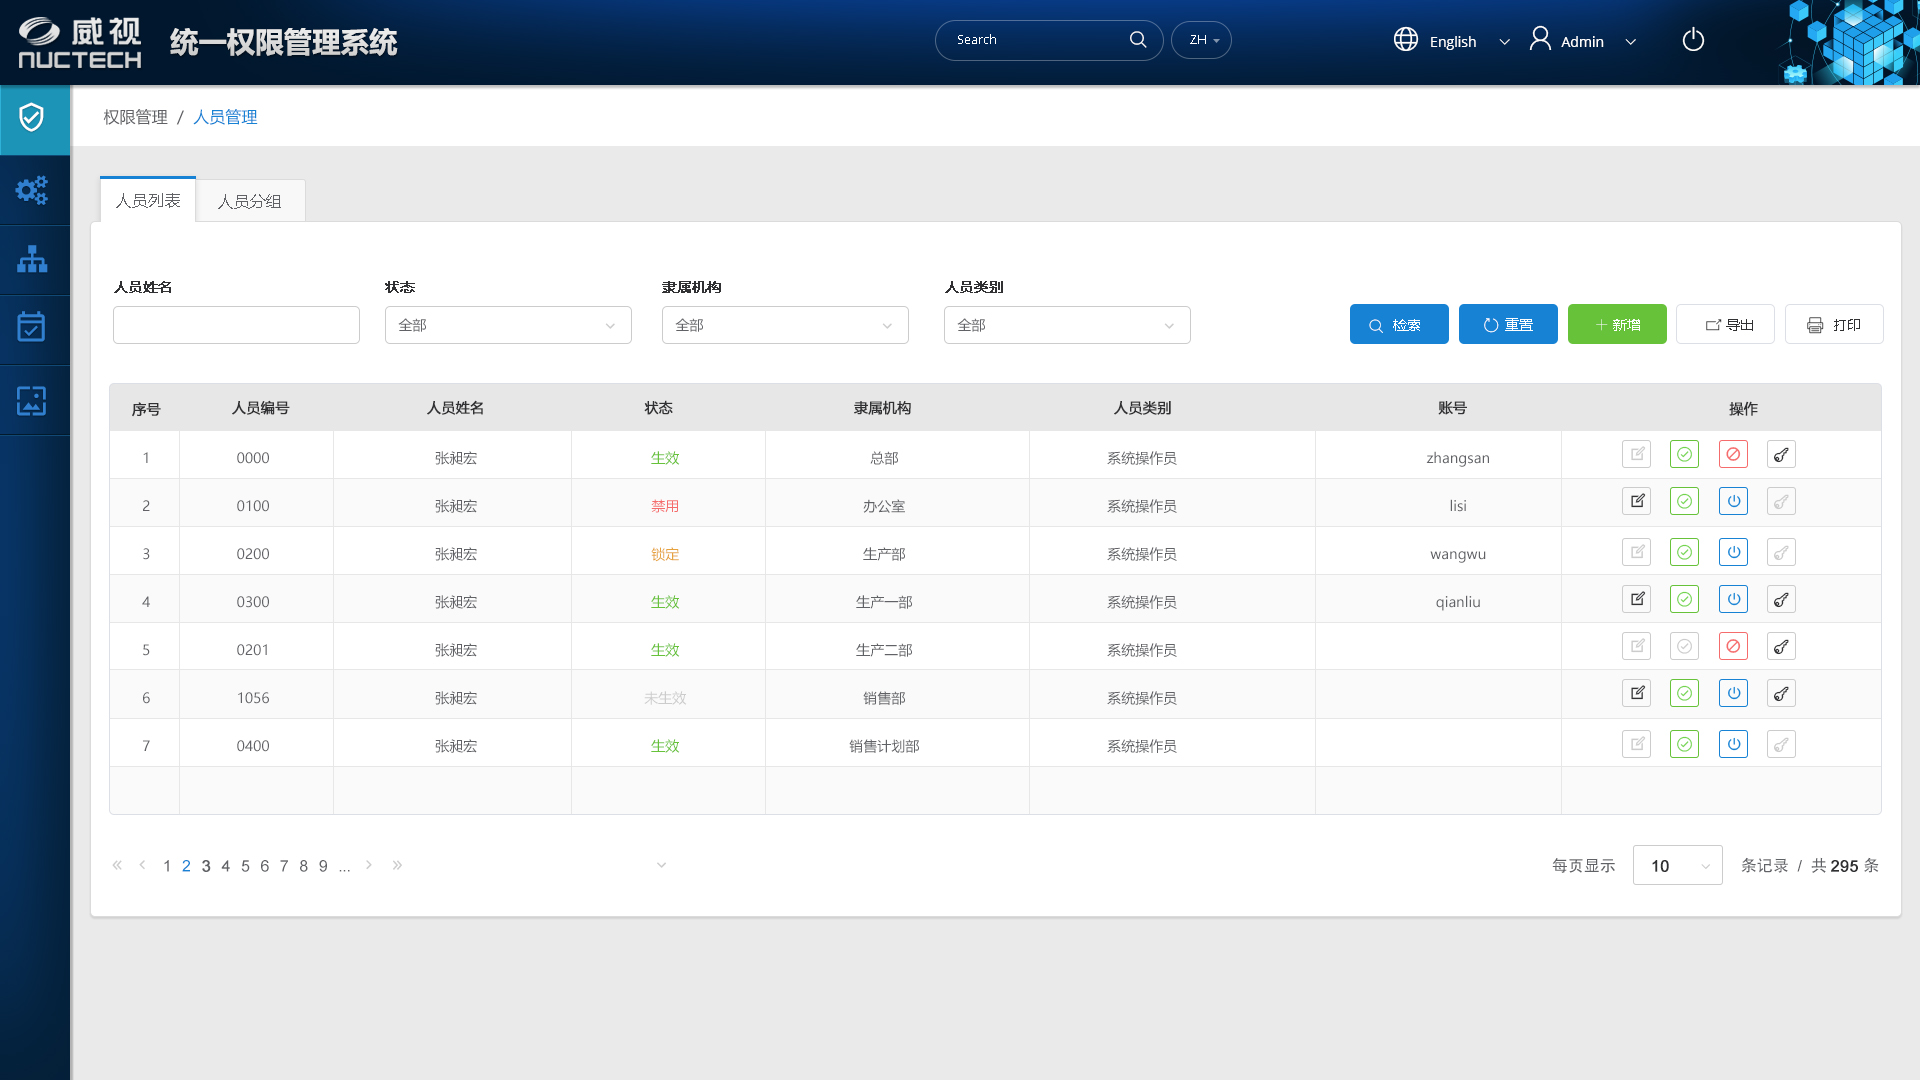 威视
NUCTECH
统一权限管理系统
Search
ZH
English
Admin
权限管理 / 人员管理
人员列表
人员分组
人员姓名
状态
隶属机构
人员类别
全部
全部
全部
检索
重置
新增
导出
打印
序号 人员编号 人员姓名 状态 隶属机构 人员类别 账号 操作
1 0000 张昶宏 生效 总部 系统操作员 zhangsan
2 0100 张昶宏 禁用 办公室 系统操作员 lisi
3 0200 张昶宏 锁定 生产部 系统操作员 wangwu
4 0300 张昶宏 生效 生产一部 系统操作员 qianliu
5 0201 张昶宏 生效 生产二部 系统操作员
6 1056 张昶宏 未生效 销售部 系统操作员
7 0400 张昶宏 生效 销售计划部 系统操作员
« ‹ 1 2 3 4 5 6 7 8 9 ... › »
每页显示 10 条记录 / 共 295 条